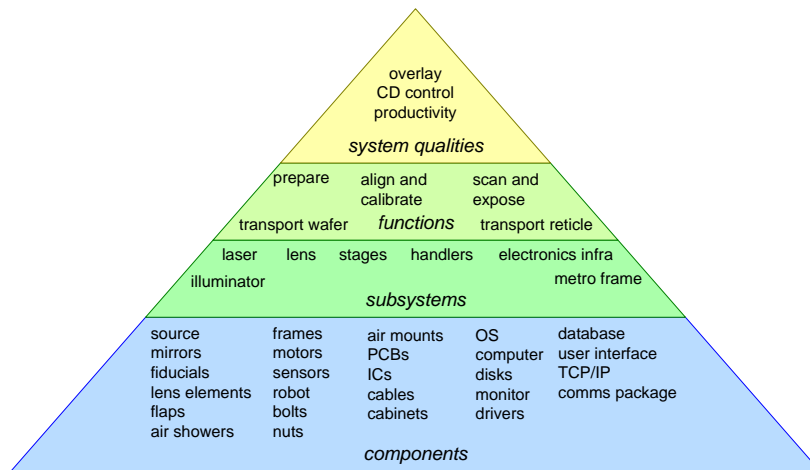 overlay
CD control
productivity
system qualities
prepare
align and
calibrate
scan and
expose
transport wafer
functions
transport reticle
laser
lens
stages
handlers
electronics infra
illuminator
metro frame
subsystems
source
mirrors
fiducials
lens elements
flaps
air showers
frames
motors
sensors
robot
bolts
nuts
air mounts
PCBs
ICs
cables
cabinets
OS
computer
disks
monitor
drivers
database
user interface
TCP/IP
comms package
components